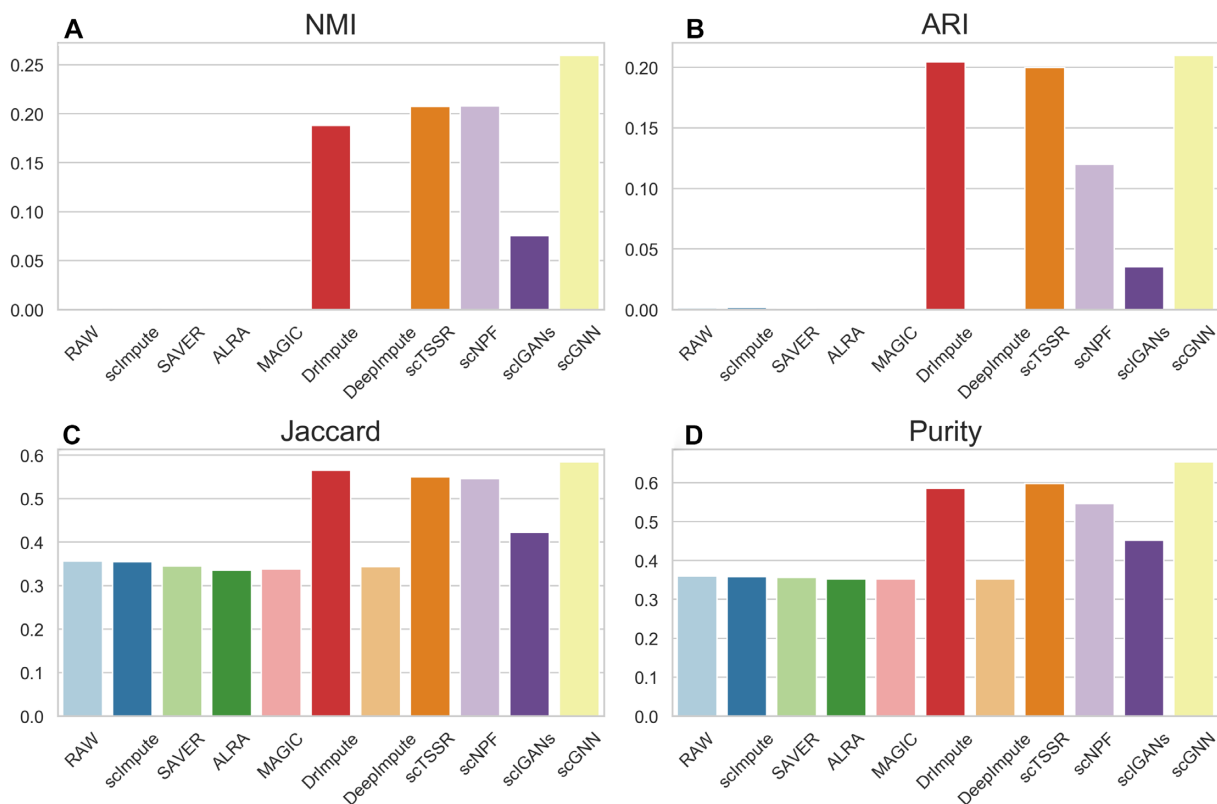 A NMI
0.25
0.20
0.15
0.10
0.05
0.00
RAW
scImpute
SAVER
ALRA
MAGIC
DrImpute
DeepImpute
scTSSR
scNPF
scIGANs
scGNN
B ARI
0.20
0.15
0.10
0.05
0.00
RAW
scImpute
SAVER
ALRA
MAGIC
DrImpute
DeepImpute
scTSSR
scNPF
scIGANs
scGNN
C Jaccard
0.6
0.5
0.4
0.3
0.2
0.1
0.0
RAW
scImpute
SAVER
ALRA
MAGIC
DrImpute
DeepImpute
scTSSR
scNPF
scIGANs
scGNN
D Purity
0.6
0.5
0.4
0.3
0.2
0.1
0.0
RAW
scImpute
SAVER
ALRA
MAGIC
DrImpute
DeepImpute
scTSSR
scNPF
scIGANs
scGNN